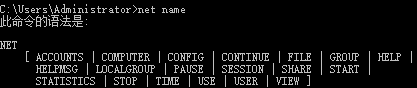 C:\Users\Administrator>net name
此命令的语法是:
NET
[ ACCOUNTS | COMPUTER | CONFIG | CONTINUE | FILE | GROUP | HELP |
HELPMSG | LOCALGROUP | PAUSE | SESSION | SHARE | START |
STATISTICS | STOP | TIME | USE | USER | VIEW ]